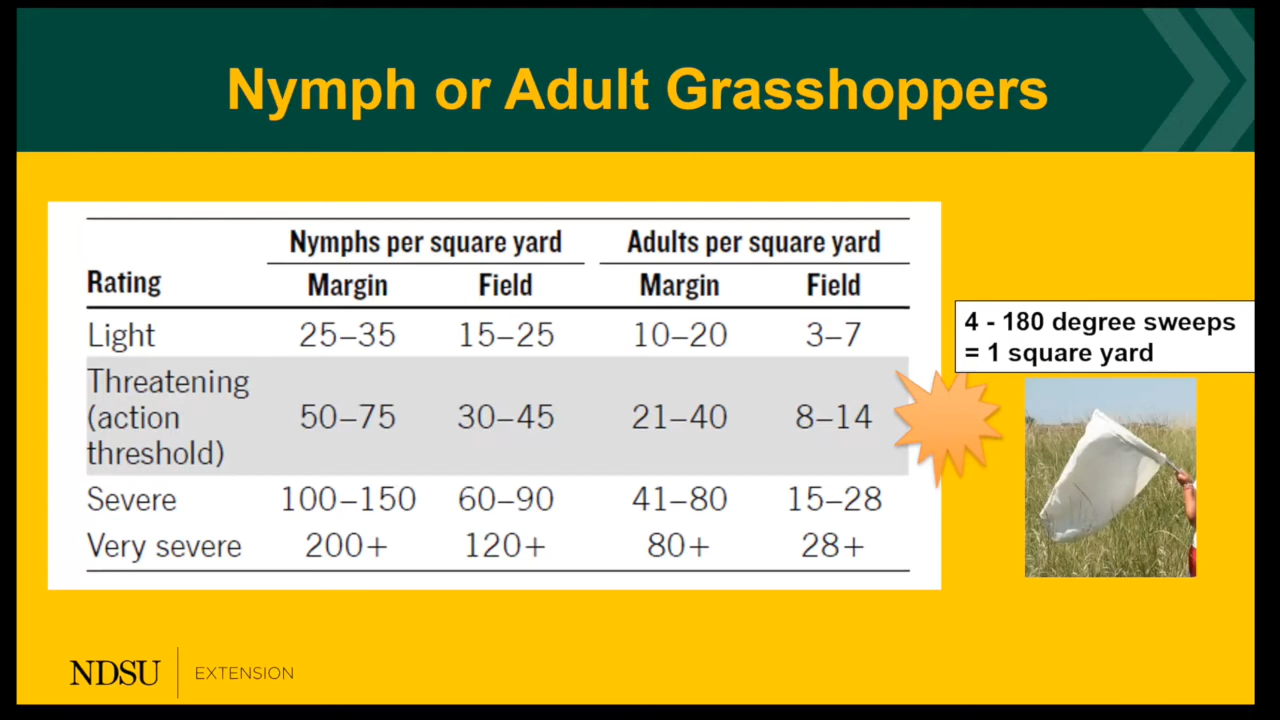 Nymph or Adult Grasshoppers
Nymphs per square yard Adults per square yard
Rating Margin Field Margin Field
Light 25–35 15–25 10–20 3–7
Threatening
(action
threshold) 50–75 30–45 21–40 8–14
Severe 100–150 60–90 41–80 15–28
Very severe 200+ 120+ 80+ 28+
4 - 180 degree sweeps
= 1 square yard
NDSU EXTENSION